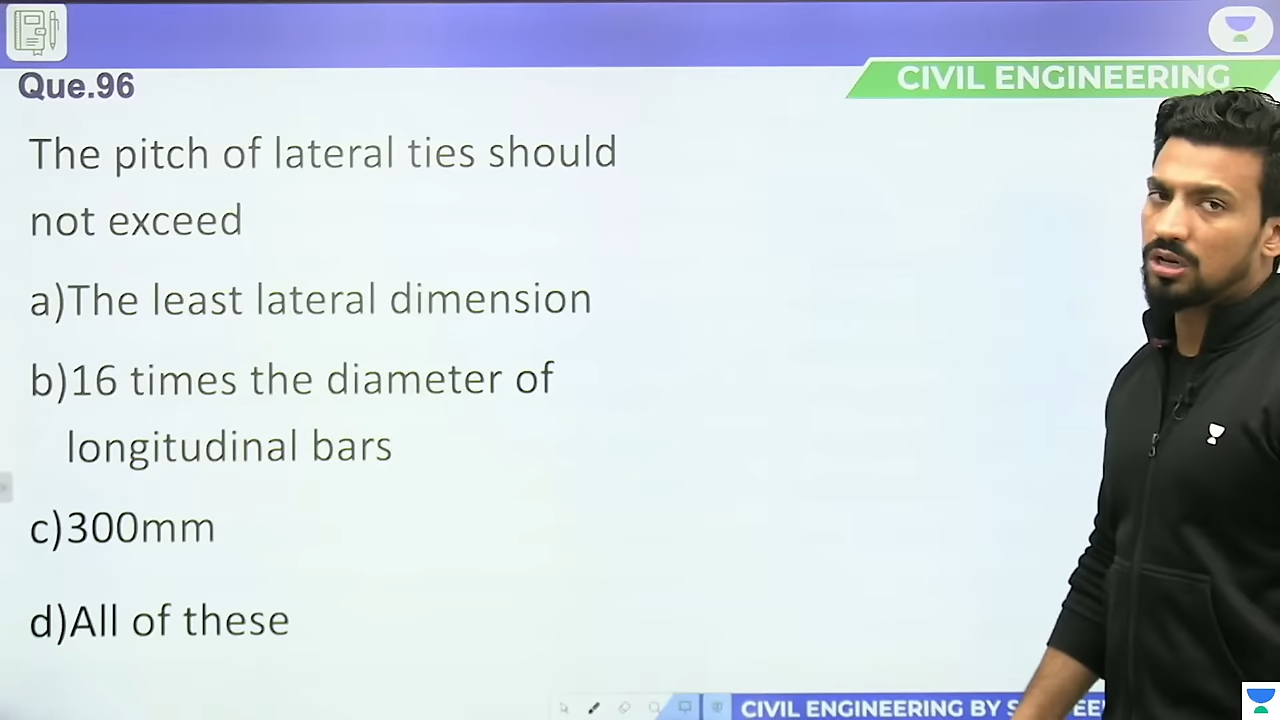 Que.96
CIVIL ENGINEERING
The pitch of lateral ties should
not exceed
a)The least lateral dimension
b)16 times the diameter of
longitudinal bars
c)300mm
d)All of these
CIVIL ENGINEERING BY